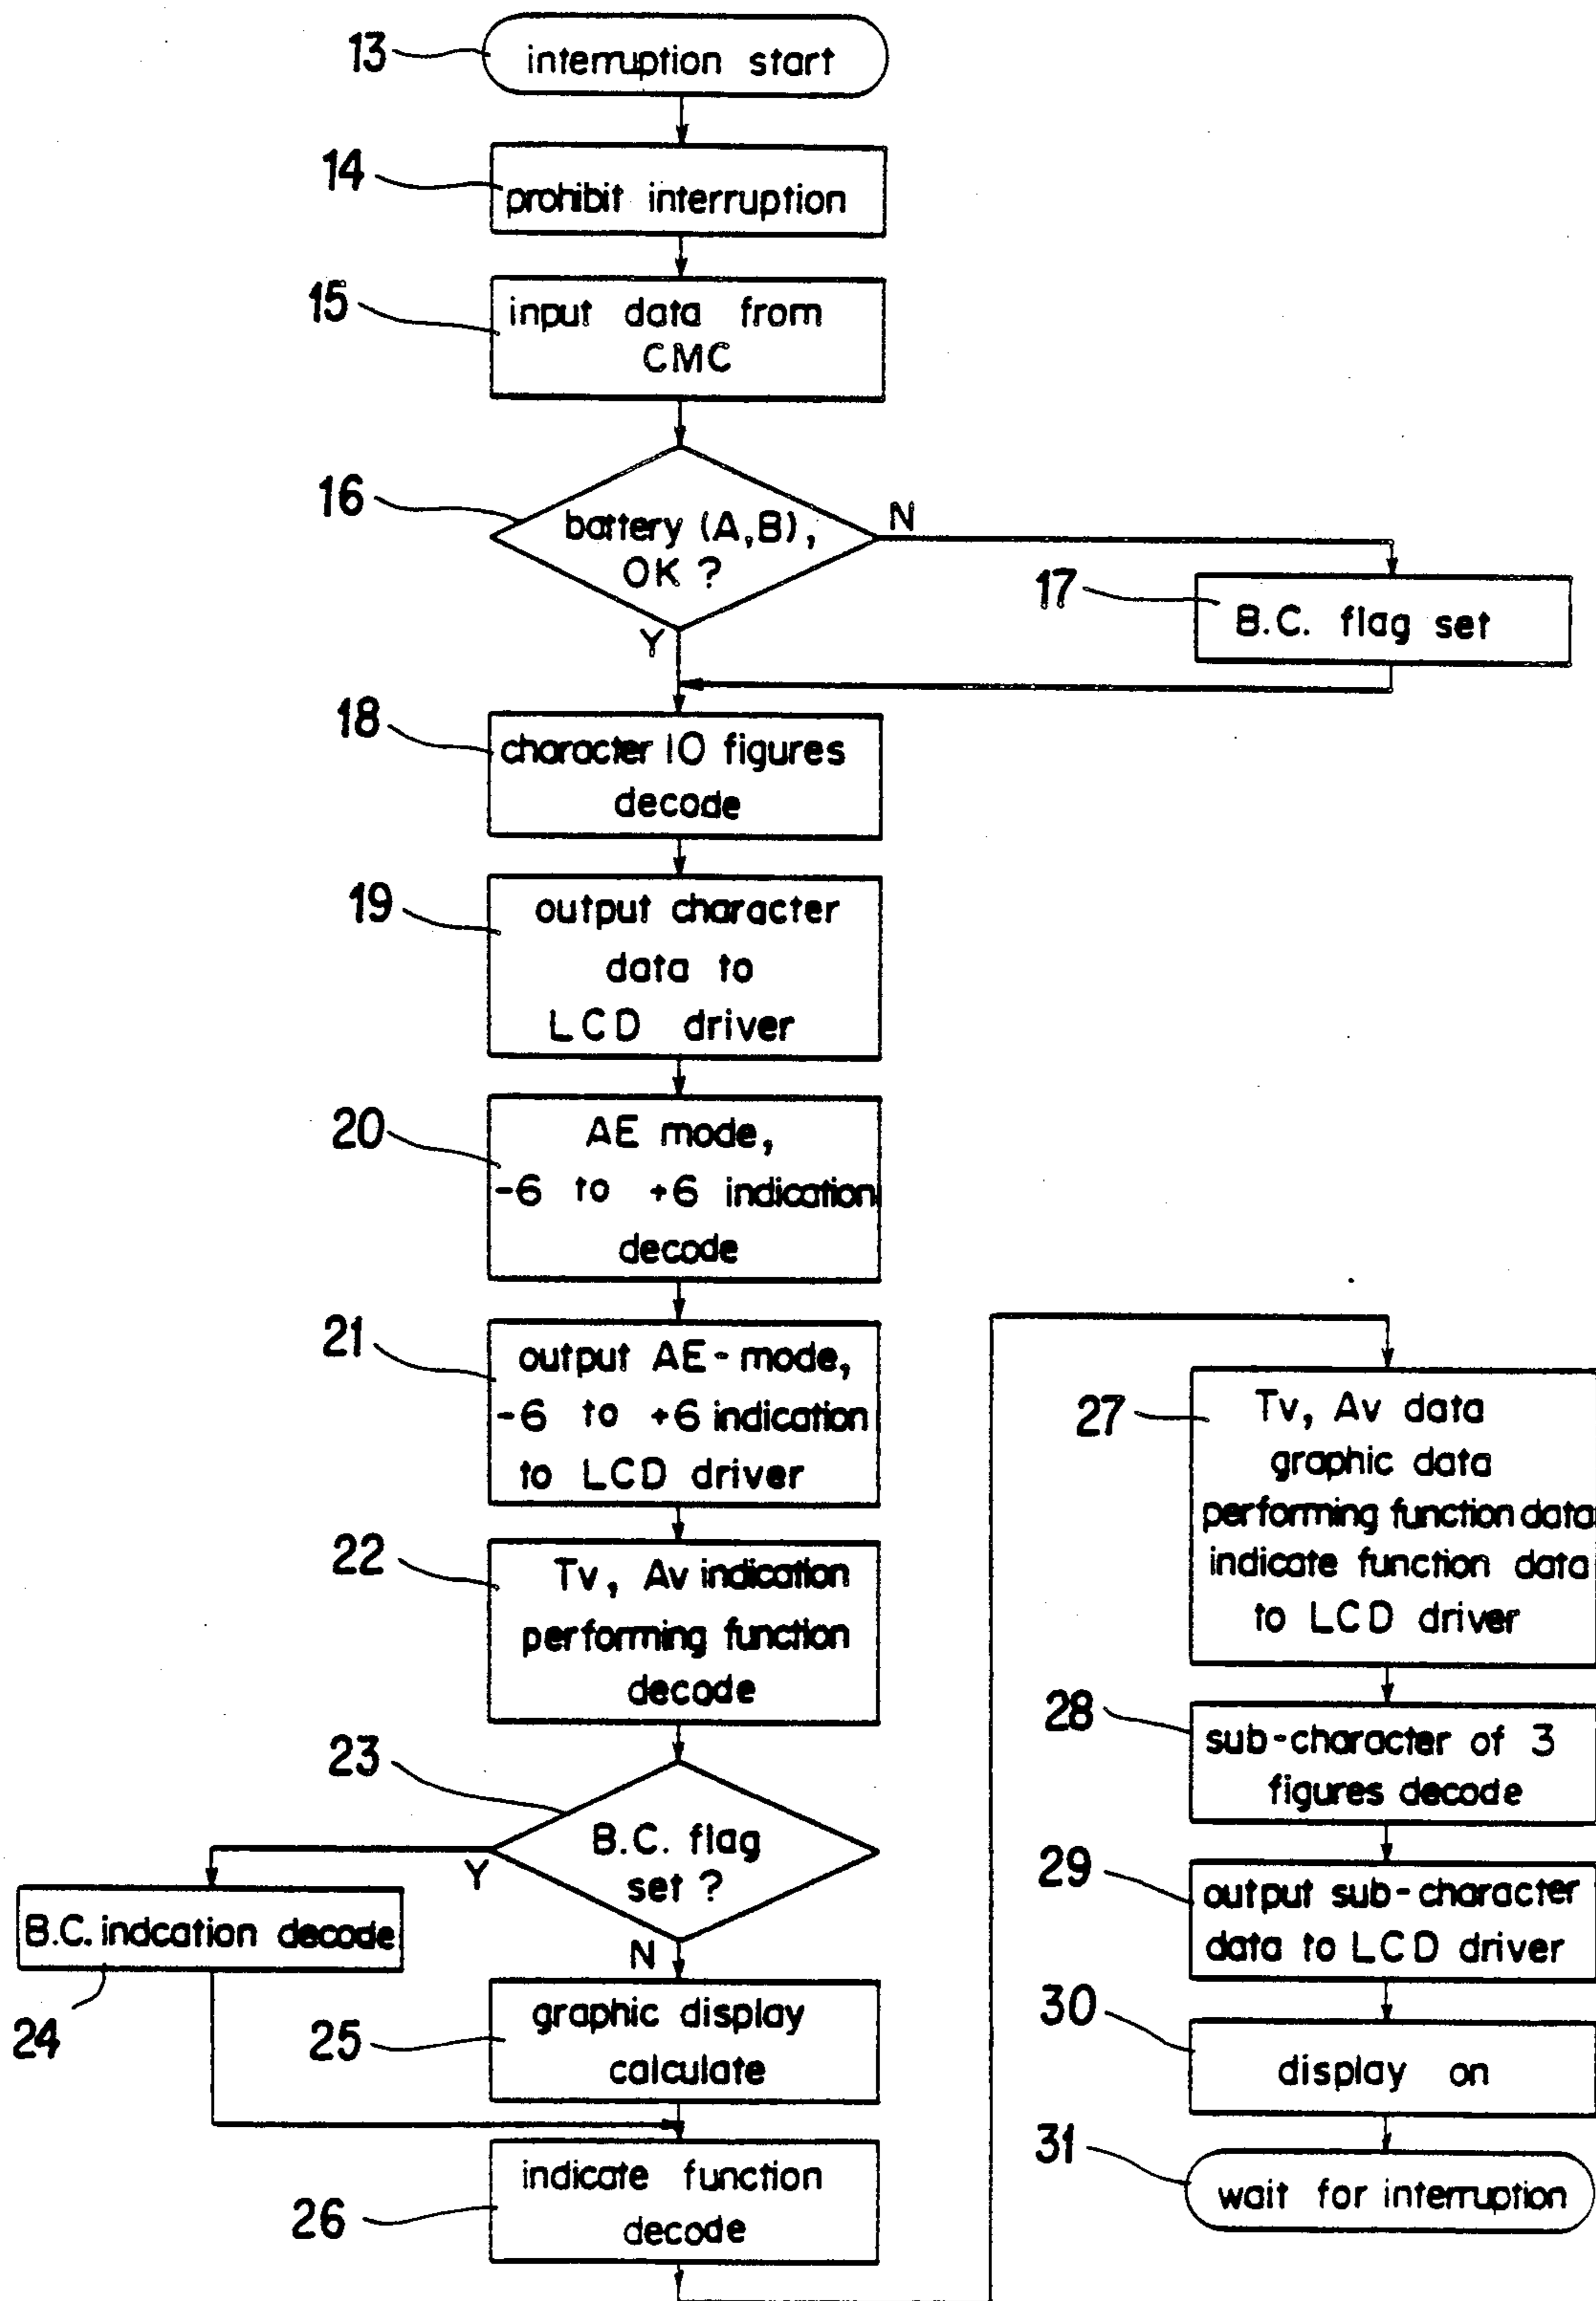 13
interruption start
14
prohibit interruption
15
input data from
CMC
16
battery (A,B),
OK ?
N
Y
17
B.C. flag set
18
character 10 figures
decode
19
output character
data to
LCD driver
20
AE mode,
-6 to +6 indication
decode
21
output AE-mode,
-6 to +6 indication
to LCD driver
22
Tv, Av indication
performing function
decode
23
B.C. flag
set ?
Y
N
B.C. indcation decode
24
25
graphic display
calculate
26
indicate function
decode
27
Tv, Av data
graphic data
performing function data
indicate function data
to LCD driver
28
sub-character of 3
figures decode
29
output sub-character
data to LCD driver
30
display on
31
wait for interruption